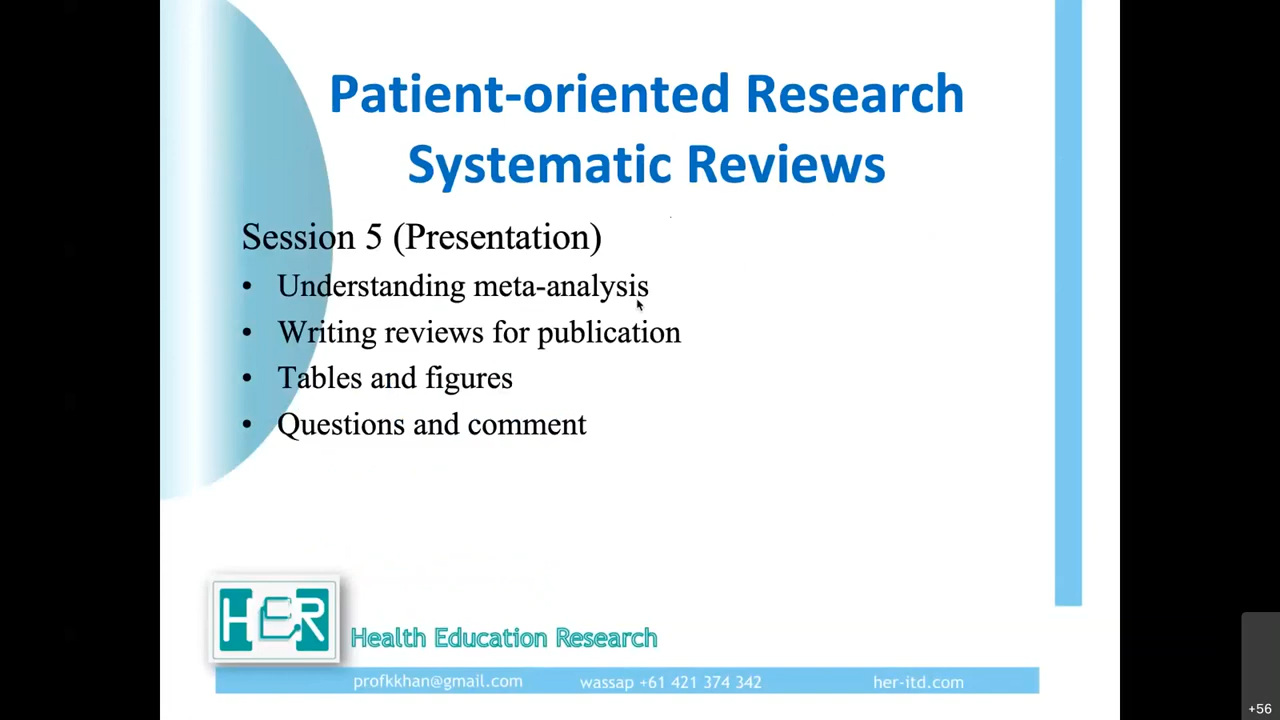 Patient-oriented Research
Systematic Reviews
Session 5 (Presentation)
• Understanding meta-analysis
• Writing reviews for publication
• Tables and figures
• Questions and comment
HER
Health Education Research
profkkhan@gmail.com wassap +61 421 374 342 her-itd.com
+56